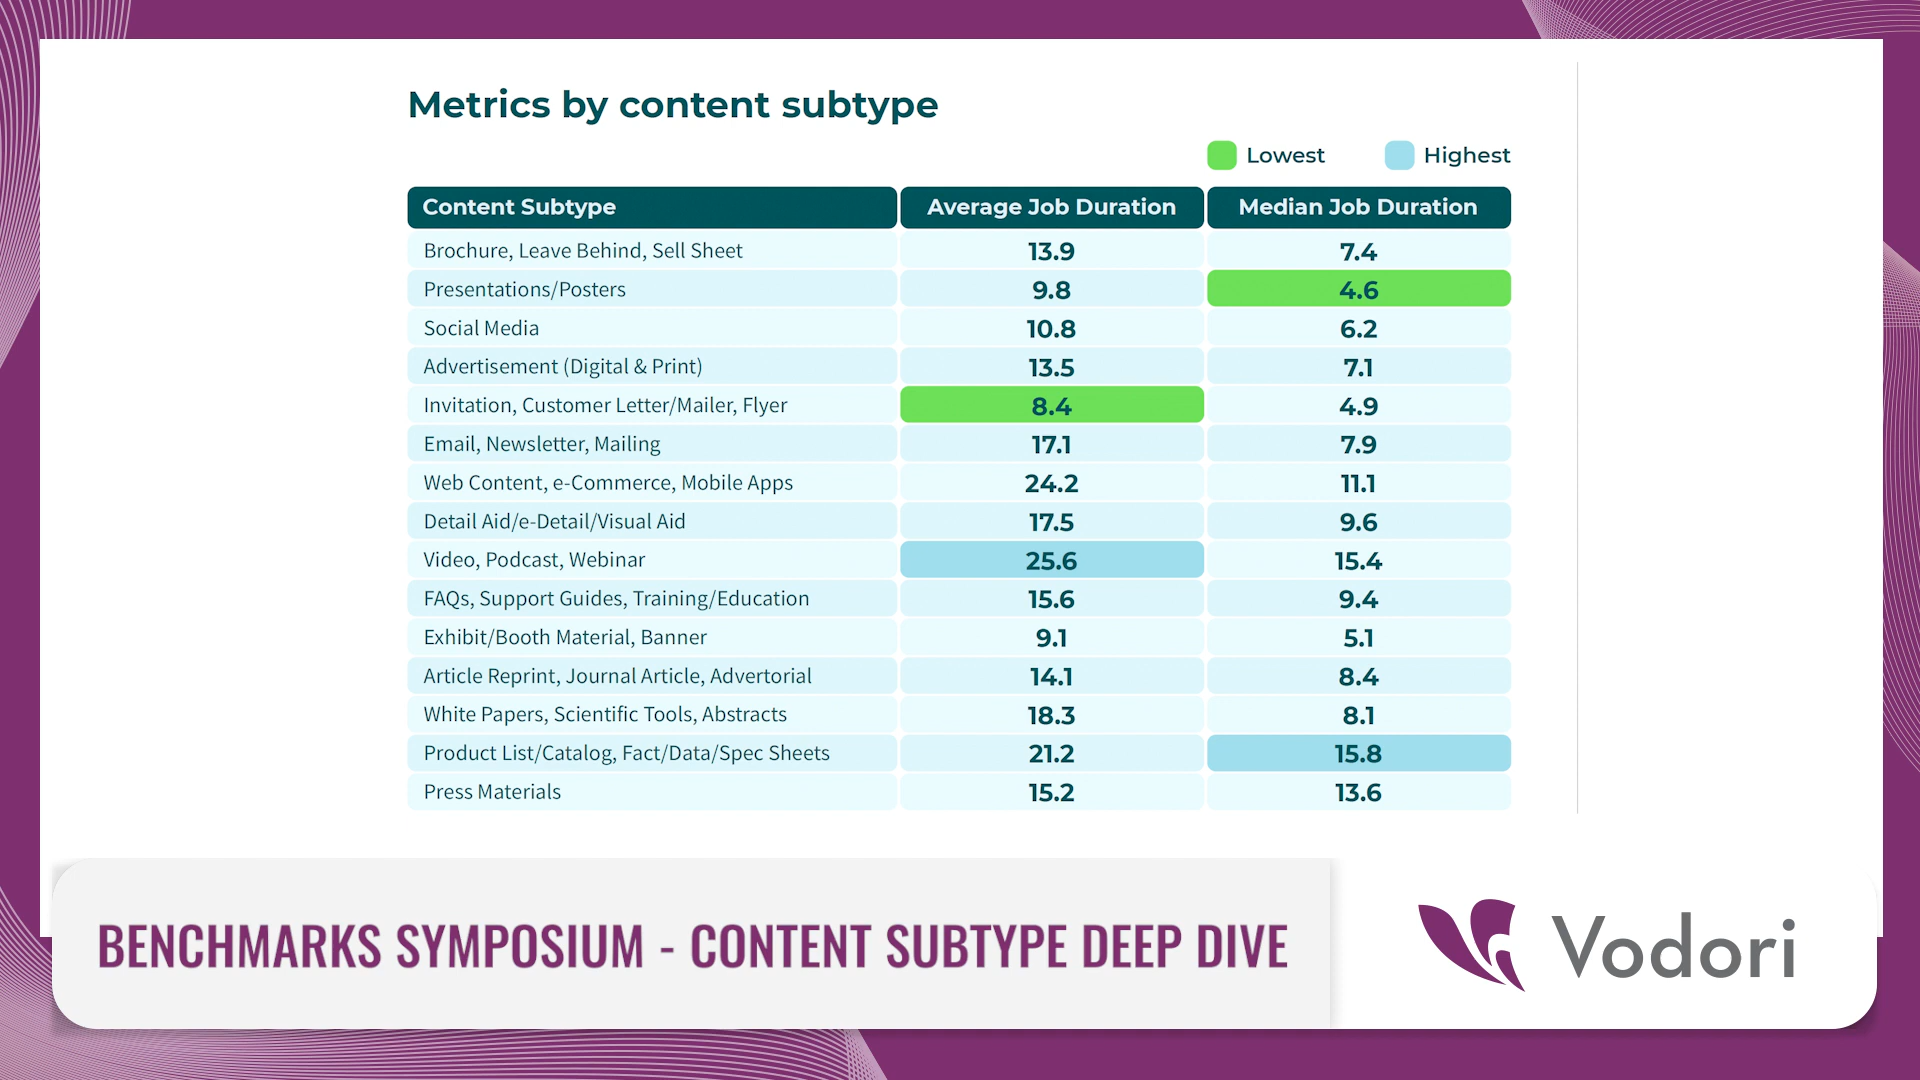 Metrics by content subtype
Lowest Highest
Content Subtype Average Job Duration Median Job Duration
Brochure, Leave Behind, Sell Sheet 13.9 7.4
Presentations/Posters 9.8 4.6
Social Media 10.8 6.2
Advertisement (Digital & Print) 13.5 7.1
Invitation, Customer Letter/Mailer, Flyer 8.4 4.9
Email, Newsletter, Mailing 17.1 7.9
Web Content, e-Commerce, Mobile Apps 24.2 11.1
Detail Aid/e-Detail/Visual Aid 17.5 9.6
Video, Podcast, Webinar 25.6 15.4
FAQs, Support Guides, Training/Education 15.6 9.4
Exhibit/Booth Material, Banner 9.1 5.1
Article Reprint, Journal Article, Advertorial 14.1 8.4
White Papers, Scientific Tools, Abstracts 18.3 8.1
Product List/Catalog, Fact/Data/Spec Sheets 21.2 15.8
Press Materials 15.2 13.6
BENCHMARKS SYMPOSIUM - CONTENT SUBTYPE DEEP DIVE
Vodori